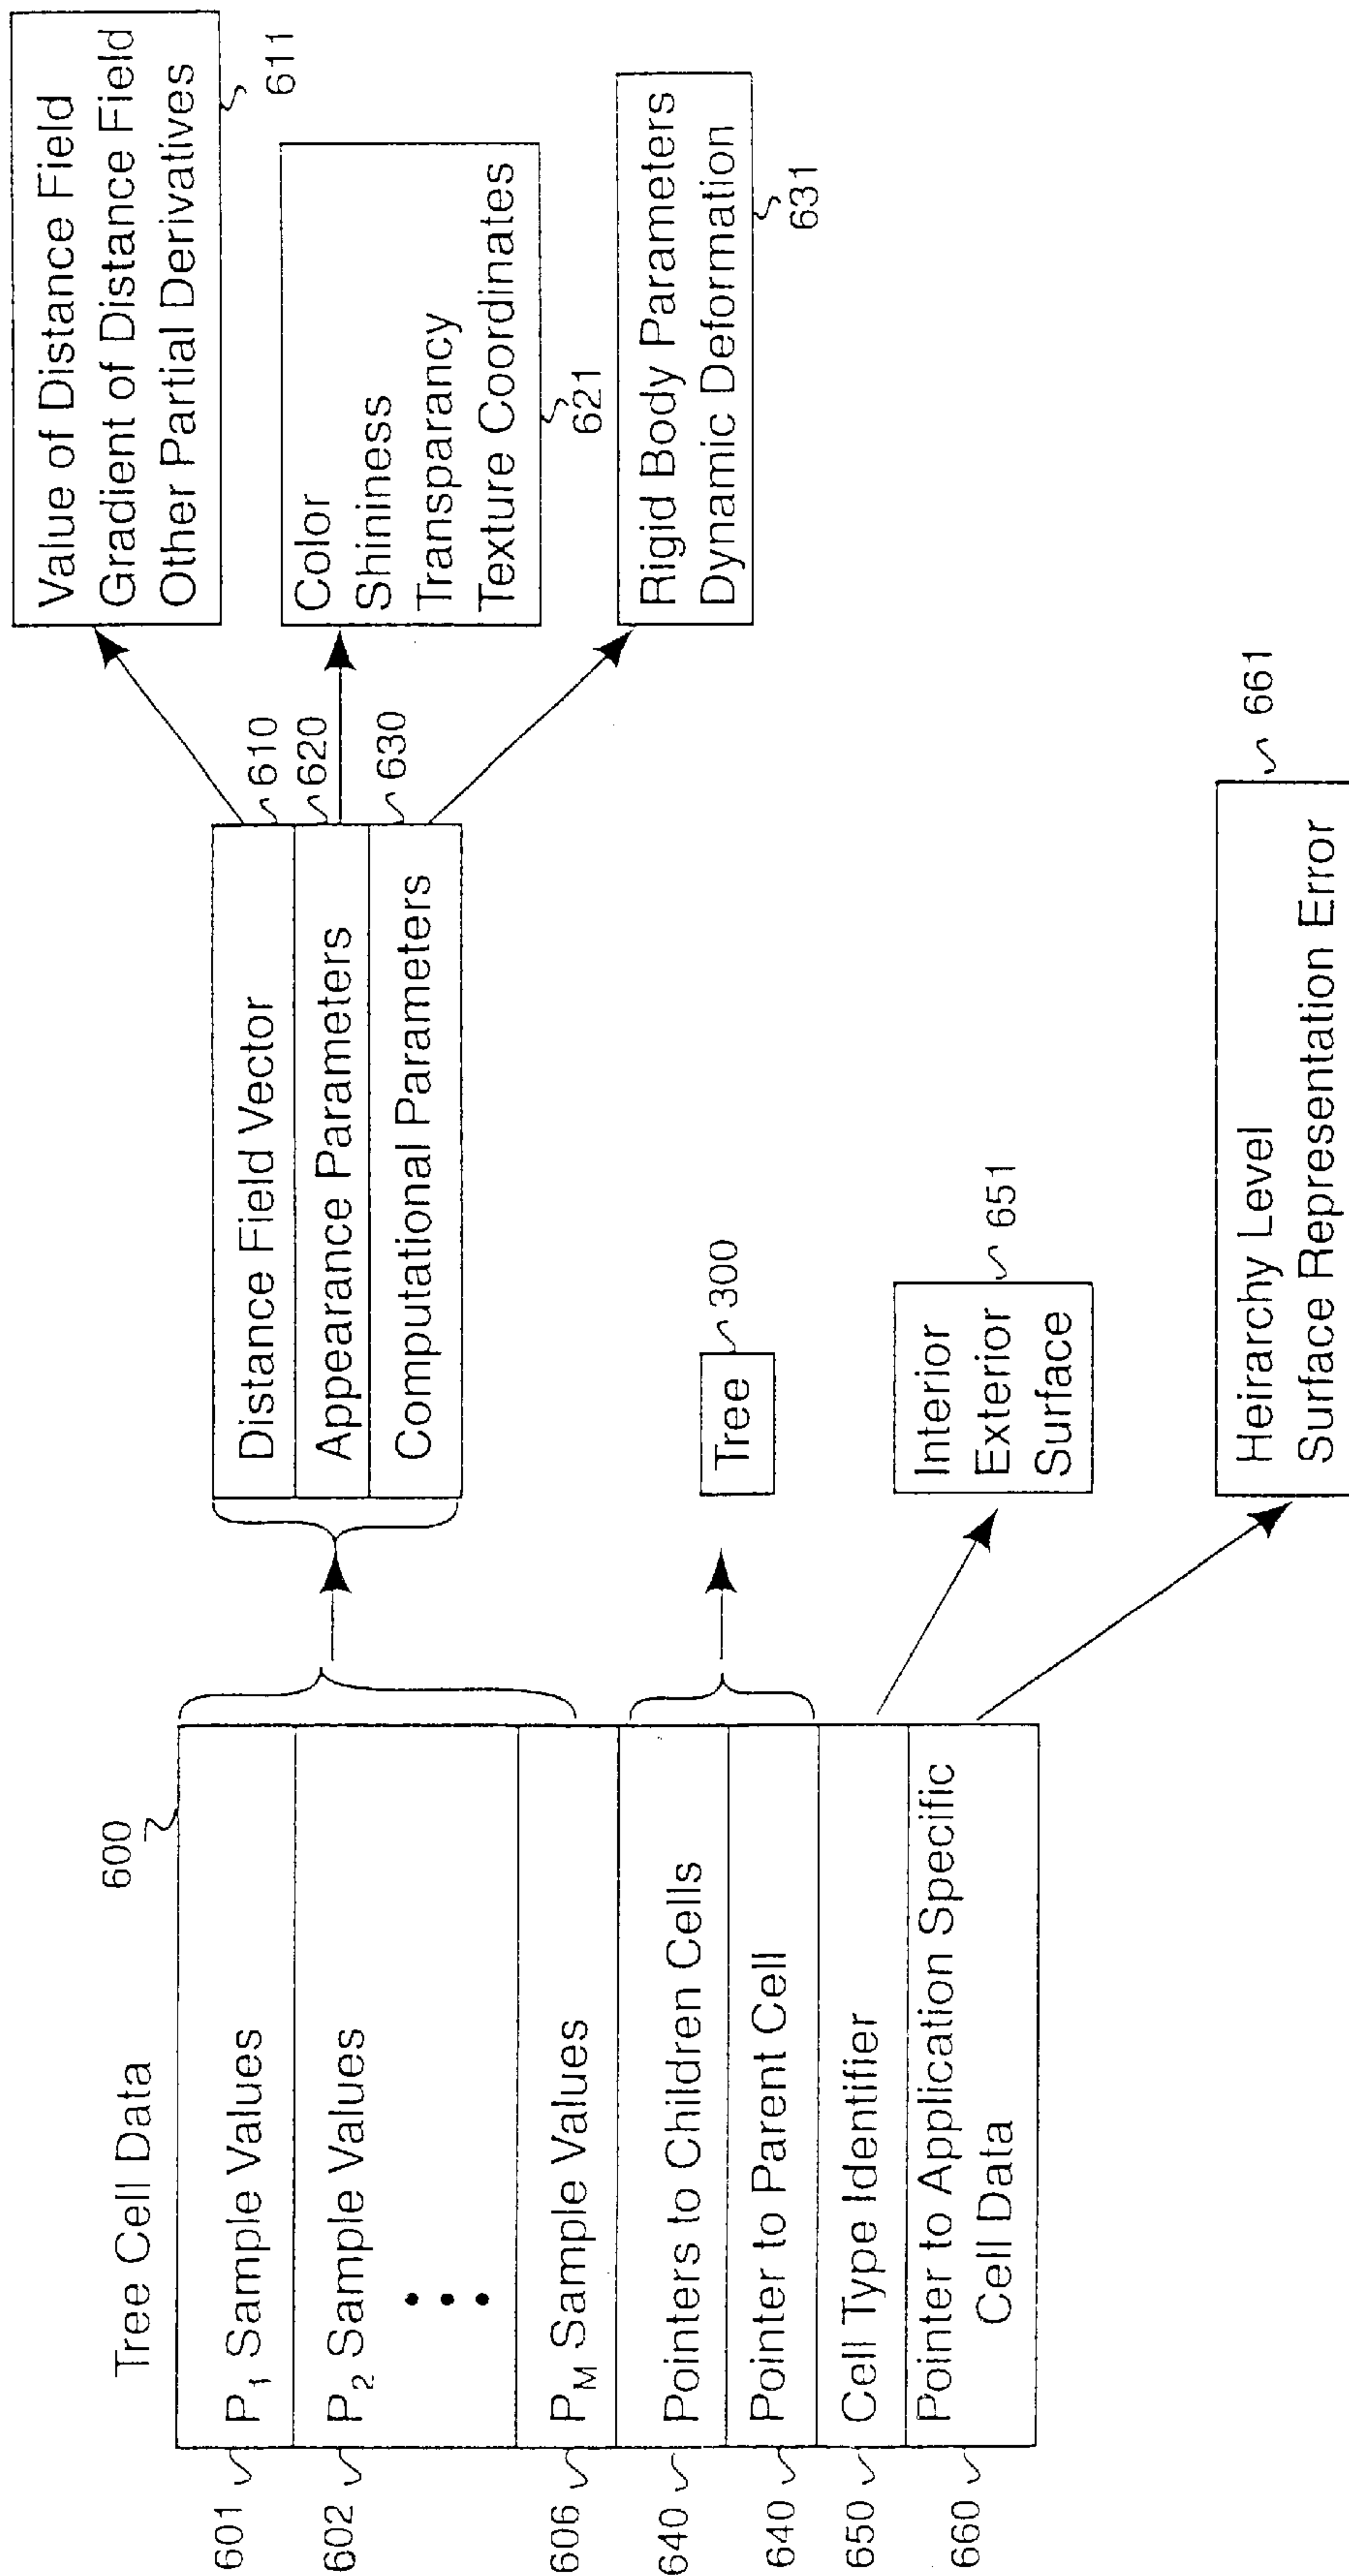 Tree Cell Data
600
601
P1 Sample Values
602
P2 Sample Values
606
PM Sample Values
640
Pointers to Children Cells
640
Pointer to Parent Cell
650
Cell Type Identifier
660
Pointer to Application Specific
Cell Data
Distance Field Vector
610
Appearance Parameters
620
Computational Parameters
630
Tree
300
Interior
Exterior
Surface
651
Heirarchy Level
Surface Representation Error
661
Value of Distance Field
Gradient of Distance Field
Other Partial Derivatives
611
Color
Shininess
Transparancy
Texture Coordinates
621
Rigid Body Parameters
Dynamic Deformation
631